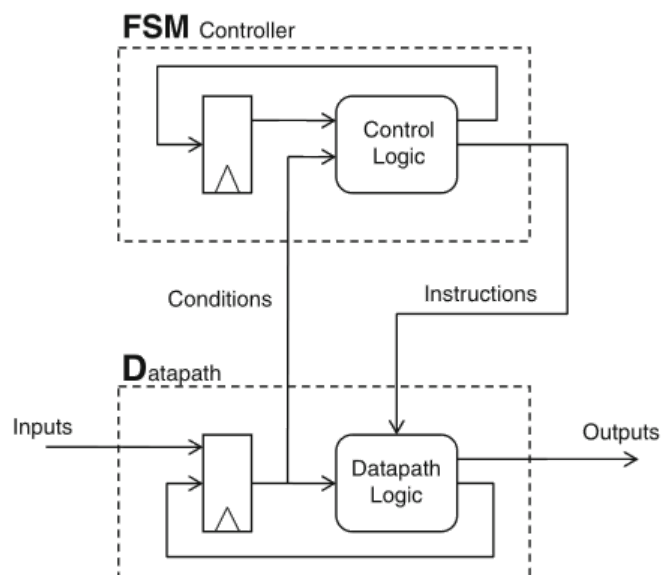 FSM Controller
Control
Logic
Conditions
Instructions
Datapath
Inputs
Outputs
Datapath
Logic